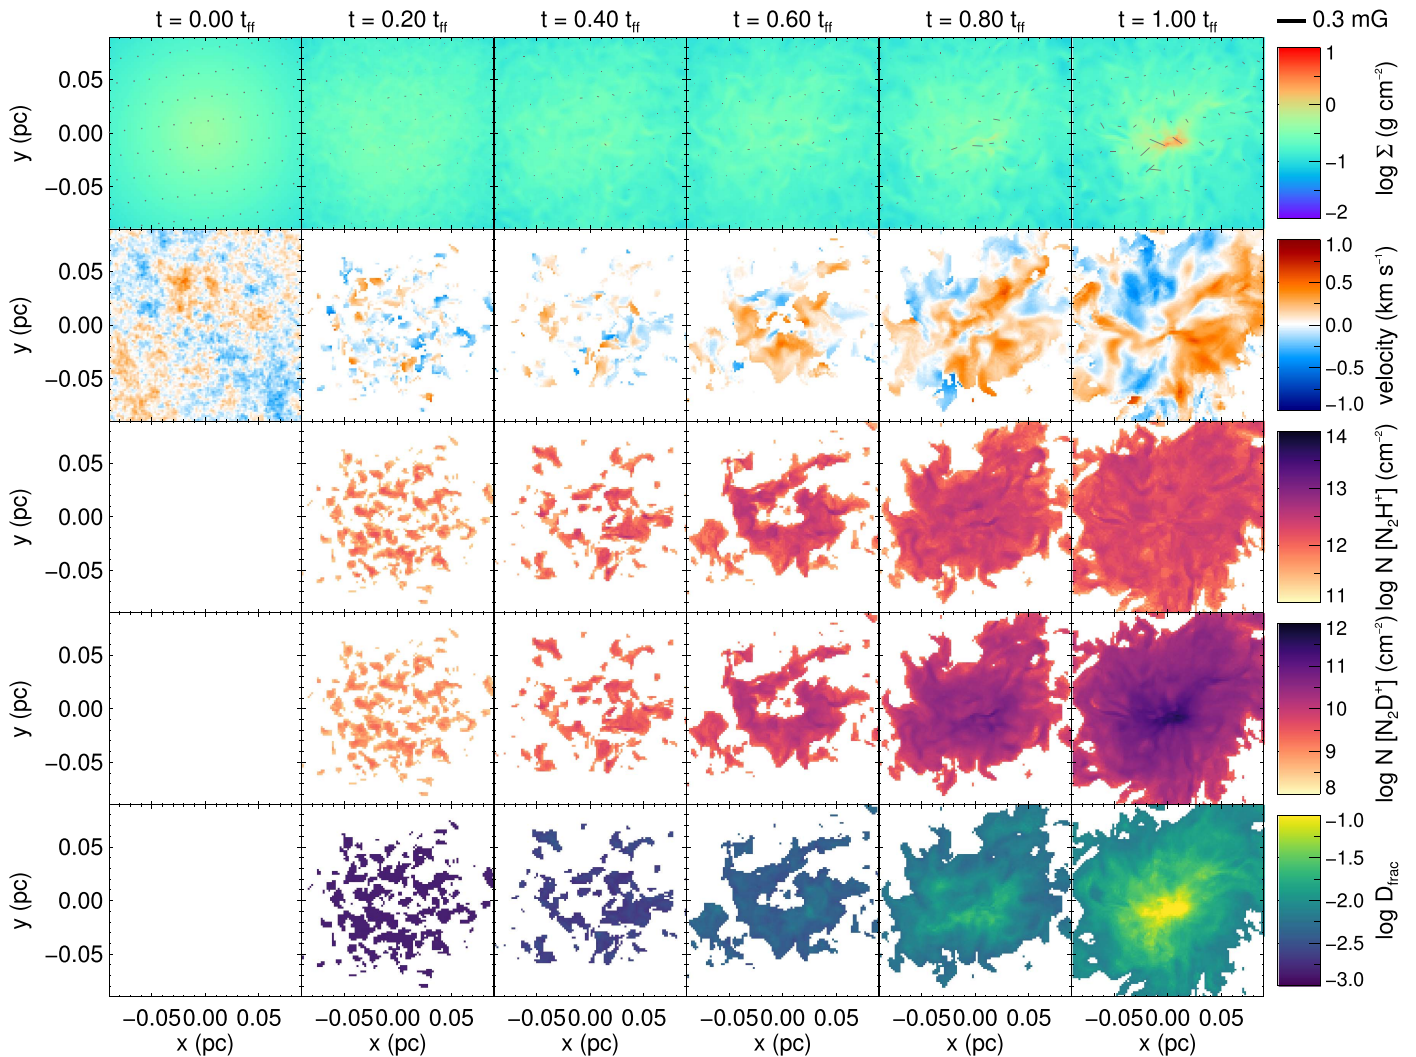 t = 0.00 t_ff t = 0.20 t_ff t = 0.40 t_ff t = 0.60 t_ff t = 0.80 t_ff t = 1.00 t_ff 0.3 mG
y (pc) 0.05 0.00 −0.05
1 0 −1 −2 log Σ (g cm⁻²)
y (pc) 0.05 0.00 −0.05
1.0 0.5 0.0 −0.5 −1.0 velocity (km s⁻¹)
y (pc) 0.05 0.00 −0.05
14 13 12 11 log N [N₂H⁺] (cm⁻²)
y (pc) 0.05 0.00 −0.05
12 11 10 9 8 log N [N₂D⁺] (cm⁻²)
y (pc) 0.05 0.00 −0.05
−1.0 −1.5 −2.0 −2.5 −3.0 log D_frac
−0.05 0.00 0.05 −0.05 0.00 0.05 −0.05 0.00 0.05 −0.05 0.00 0.05 −0.05 0.00 0.05 −0.05 0.00 0.05
x (pc) x (pc) x (pc) x (pc) x (pc) x (pc)